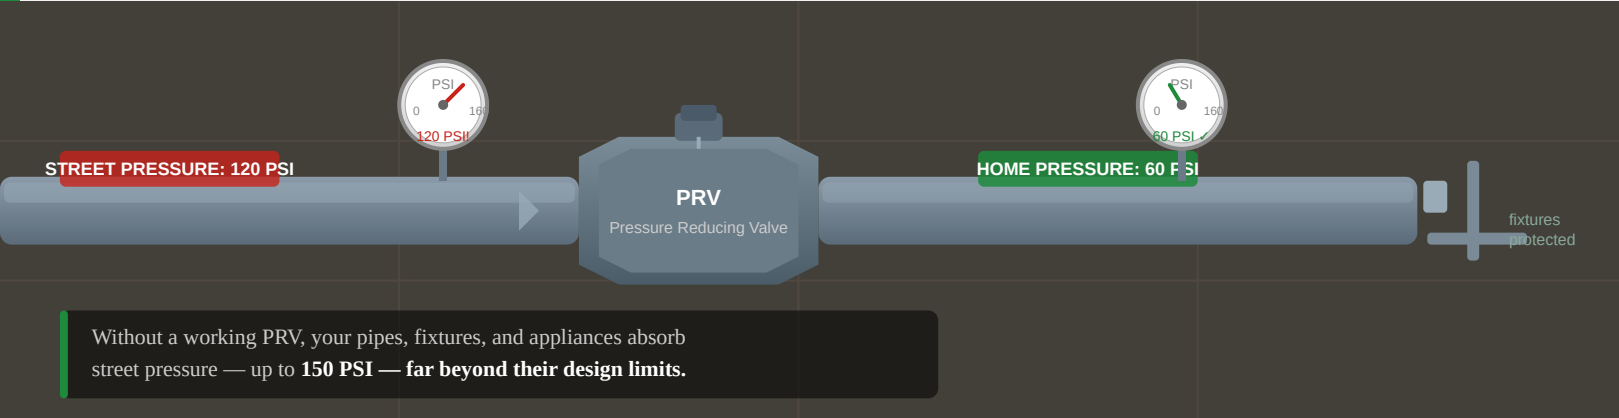 PSI
0 160
120 PSI!
STREET PRESSURE: 120 PSI
PRV
Pressure Reducing Valve
PSI
0 160
60 PSI ✓
HOME PRESSURE: 60 PSI
fixtures
protected
Without a working PRV, your pipes, fixtures, and appliances absorb
street pressure — up to 150 PSI — far beyond their design limits.